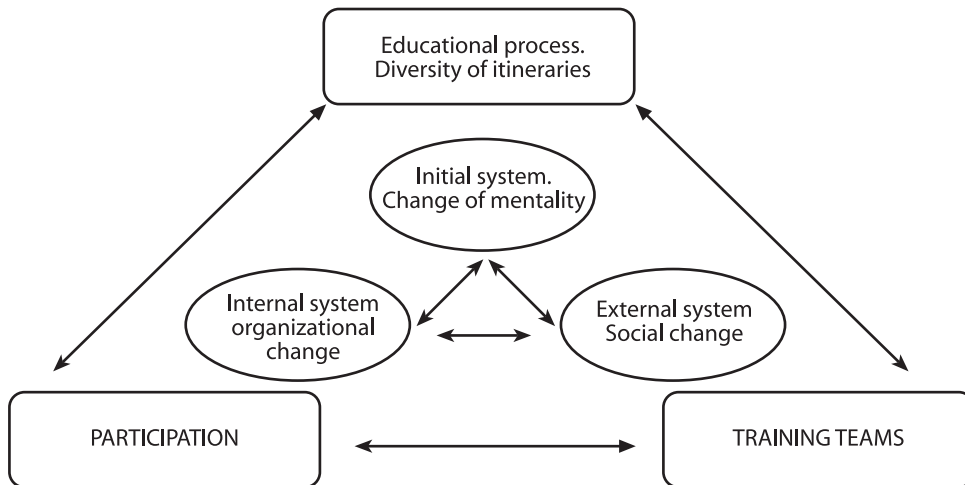 Educational process.
Diversity of itineraries
Initial system.
Change of mentality
Internal system
organizational
change
External system
Social change
PARTICIPATION
TRAINING TEAMS